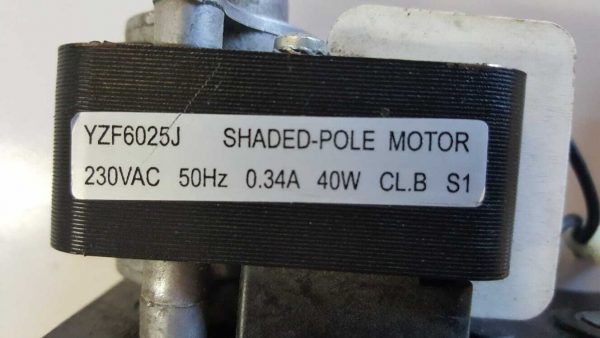 YZF6025J SHADED-POLE MOTOR
230VAC 50Hz 0.34A 40W CL.B S1